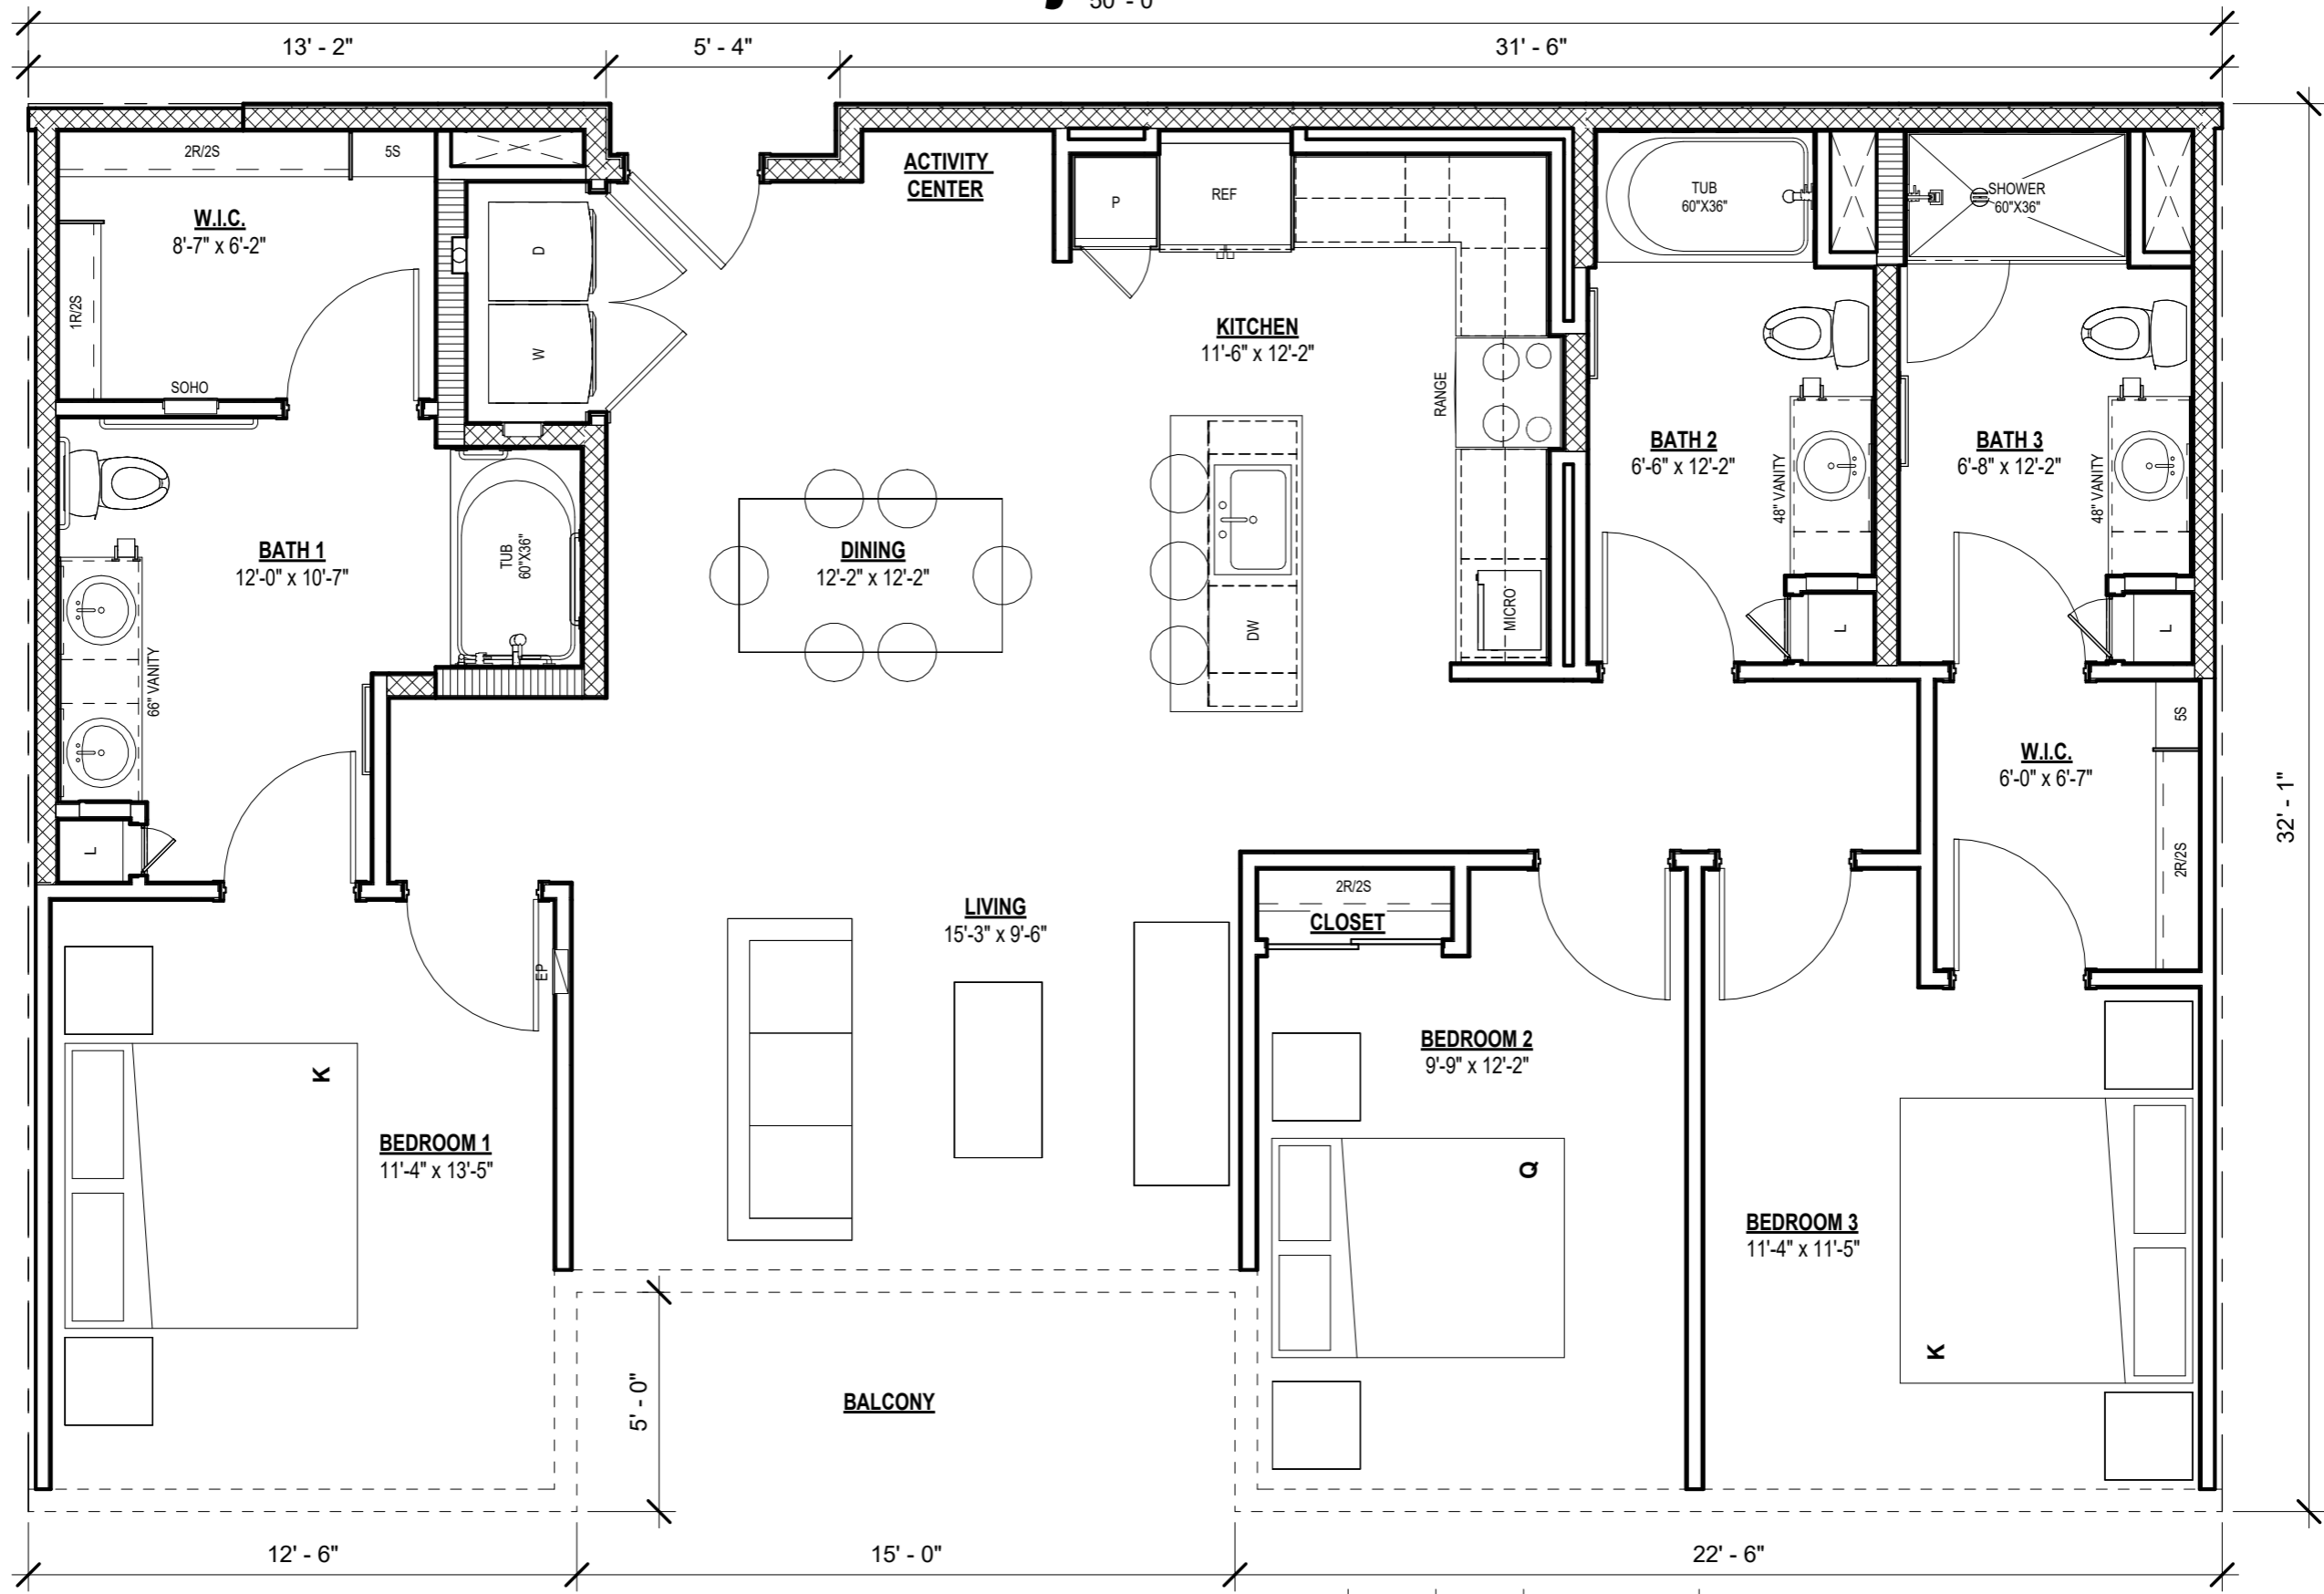 50' - 0"
13' - 2"
5' - 4"
31' - 6"
2R/2S
5S
W.I.C.
8'-7" x 6'-2"
1R/2S
SOHO
D
W
ACTIVITY
CENTER
P
REF
KITCHEN
11'-6" x 12'-2"
RANGE
TUB
60"X36"
SHOWER
60"X36"
BATH 1
12'-0" x 10'-7"
TUB
60"X36"
66" VANITY
L
DINING
12'-2" x 12'-2"
DW
MICRO
BATH 2
6'-6" x 12'-2"
48" VANITY
L
BATH 3
6'-8" x 12'-2"
48" VANITY
L
W.I.C.
6'-0" x 6'-7"
5S
2R/2S
32' - 1"
LIVING
15'-3" x 9'-6"
2R/2S
CLOSET
EP
K
BEDROOM 1
11'-4" x 13'-5"
BEDROOM 2
9'-9" x 12'-2"
Q
BEDROOM 3
11'-4" x 11'-5"
K
5' - 0"
BALCONY
12' - 6"
15' - 0"
22' - 6"